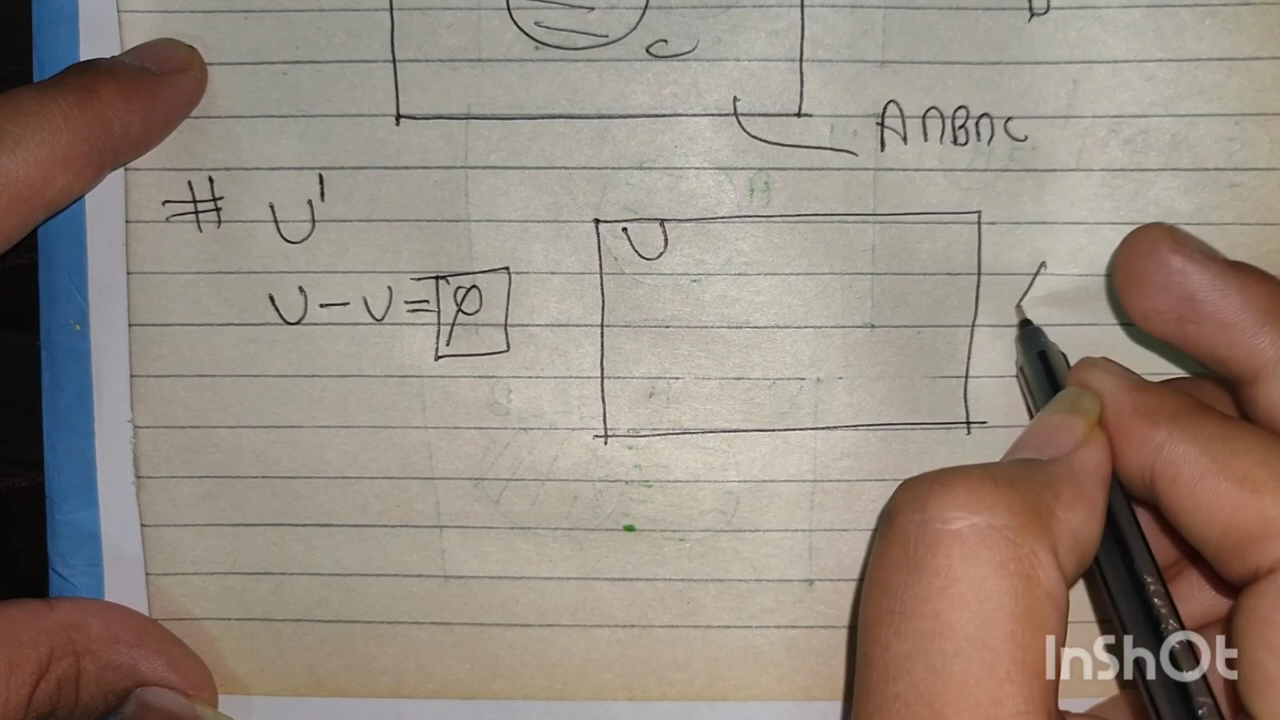 C
A∩B∩C
# U'
U
U - U = φ
InShOt